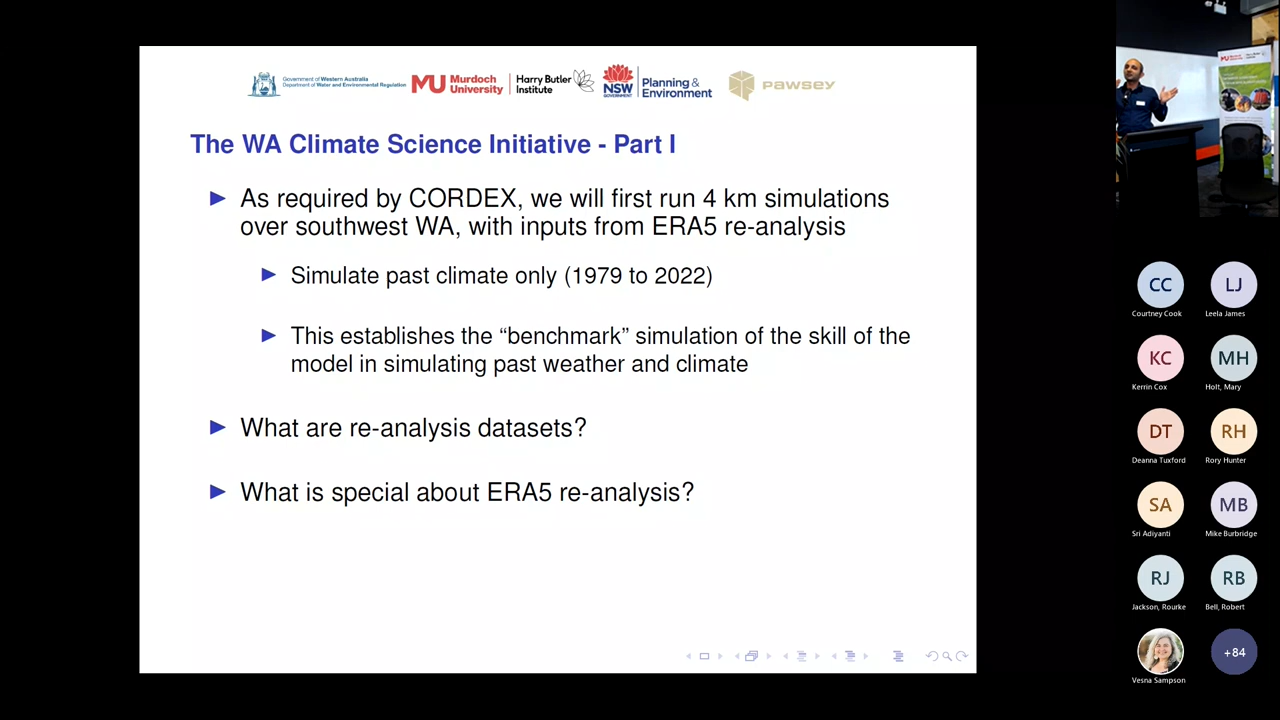 Government of Western Australia
Department of Water and Environmental Regulation
MU Murdoch University
Harry Butler Institute
NSW GOVERNMENT
Planning & Environment
PAWSEY
The WA Climate Science Initiative - Part I
As required by CORDEX, we will first run 4 km simulations
over southwest WA, with inputs from ERA5 re-analysis
Simulate past climate only (1979 to 2022)
This establishes the “benchmark” simulation of the skill of the
model in simulating past weather and climate
What are re-analysis datasets?
What is special about ERA5 re-analysis?
CC LJ
Courtney Cook Leela James
KC MH
Kerrin Cox Holt, Mary
DT RH
Deanna Tuxford Rory Hunter
SA MB
Sri Adiyanti Mike Burbridge
RJ RB
Jackson, Rourke Bell, Robert
+84
Vesna Sampson